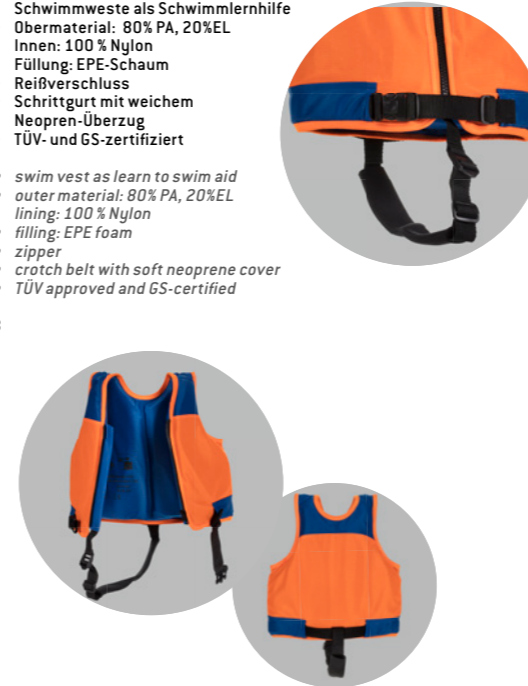 Schwimmweste als Schwimmlernhilfe
Obermaterial: 80% PA, 20%EL
Innen: 100 % Nylon
Füllung: EPE-Schaum
Reißverschluss
Schrittgurt mit weichem
Neopren-Überzug
TÜV- und GS-zertifiziert
swim vest as learn to swim aid
outer material: 80% PA, 20%EL
lining: 100 % Nylon
filling: EPE foam
zipper
crotch belt with soft neoprene cover
TÜV approved and GS-certified